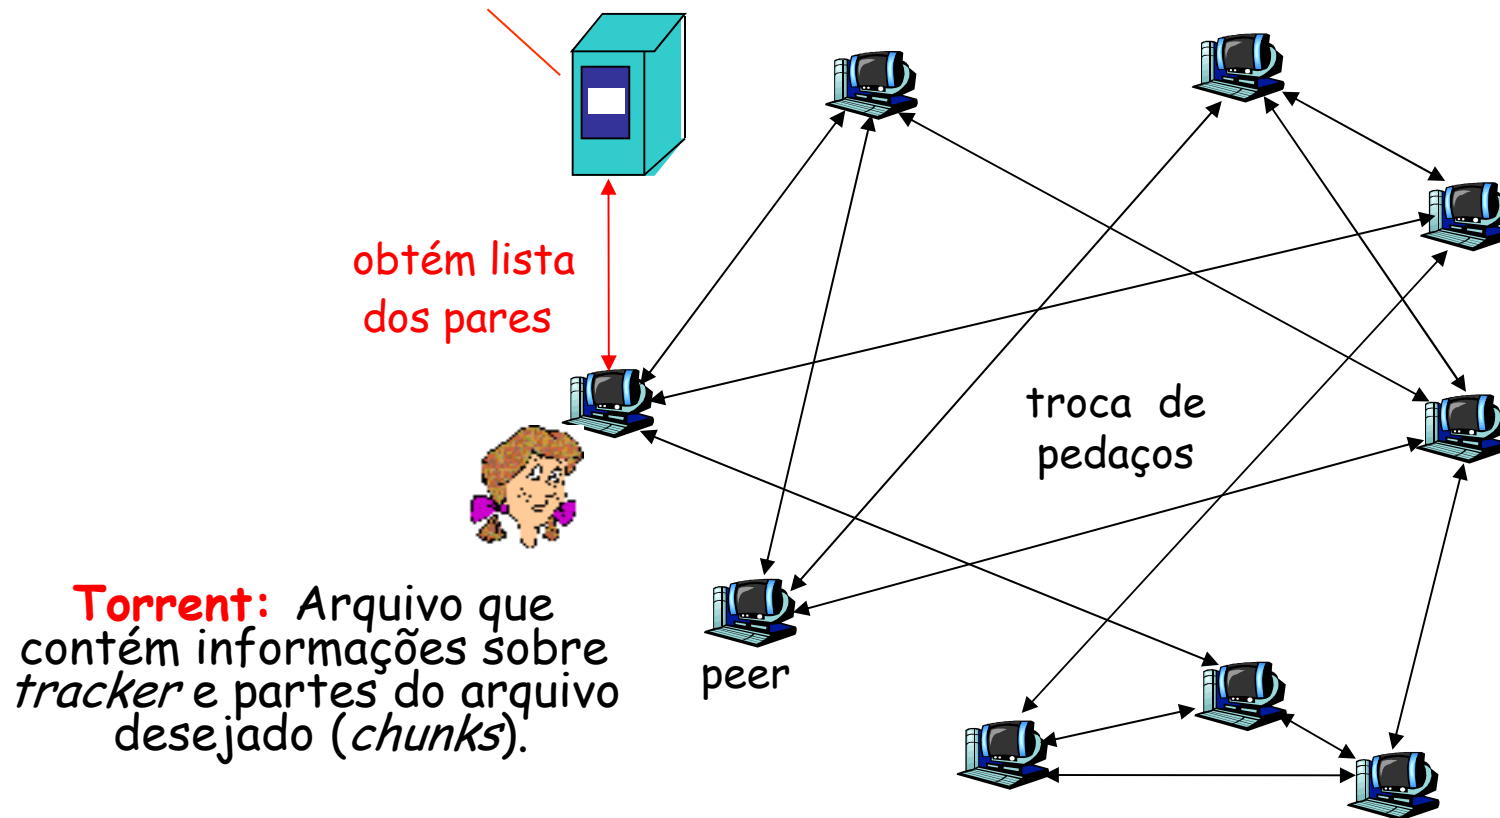 obtém lista
dos pares
troca de
pedaços
Torrent: Arquivo que
contém informações sobre
tracker e partes do arquivo
desejado (chunks).
peer